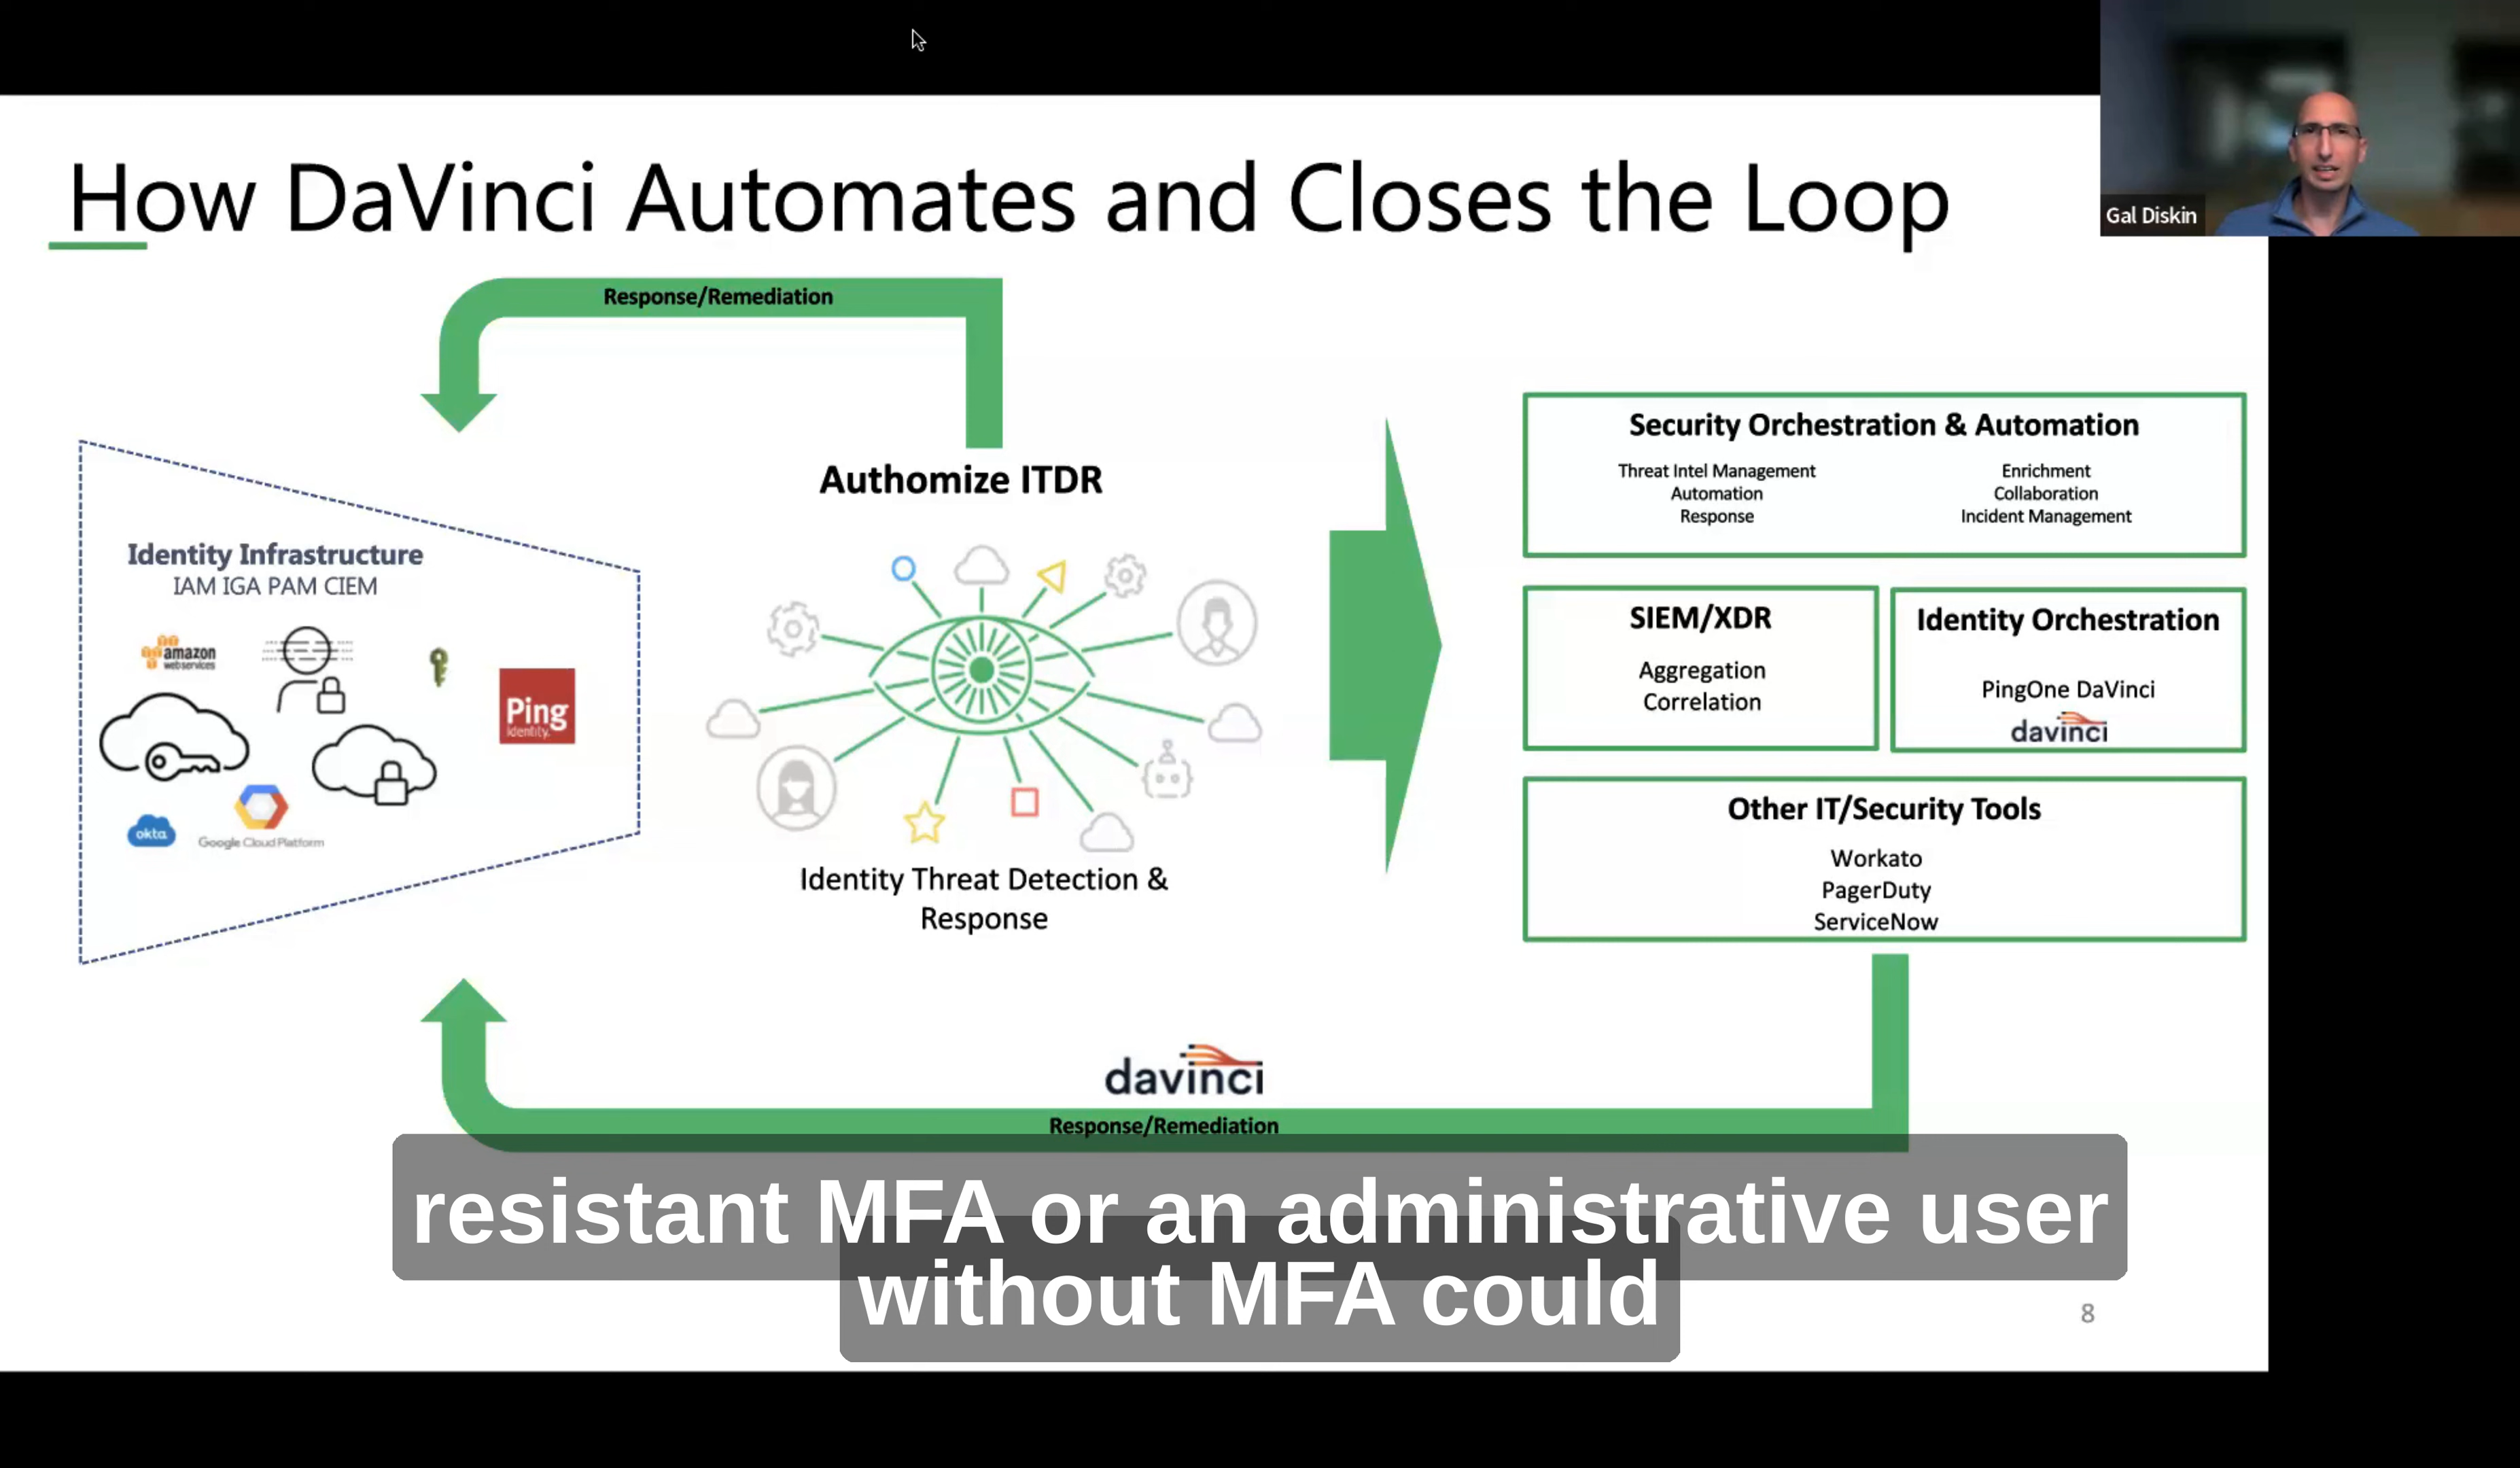 How DaVinci Automates and Closes the Loop
Gal Diskin
Response/Remediation
Authomize ITDR
Identity Infrastructure
IAM IGA PAM CIEM
amazon
webservices
Ping
Identity.
okta
Google Cloud Platform
Identity Threat Detection &
Response
Security Orchestration & Automation
Threat Intel Management
Automation
Response
Enrichment
Collaboration
Incident Management
SIEM/XDR
Aggregation
Correlation
Identity Orchestration
PingOne DaVinci
davinci
Other IT/Security Tools
Workato
PagerDuty
ServiceNow
davinci
Response/Remediation
resistant MFA or an administrative user
without MFA could
8